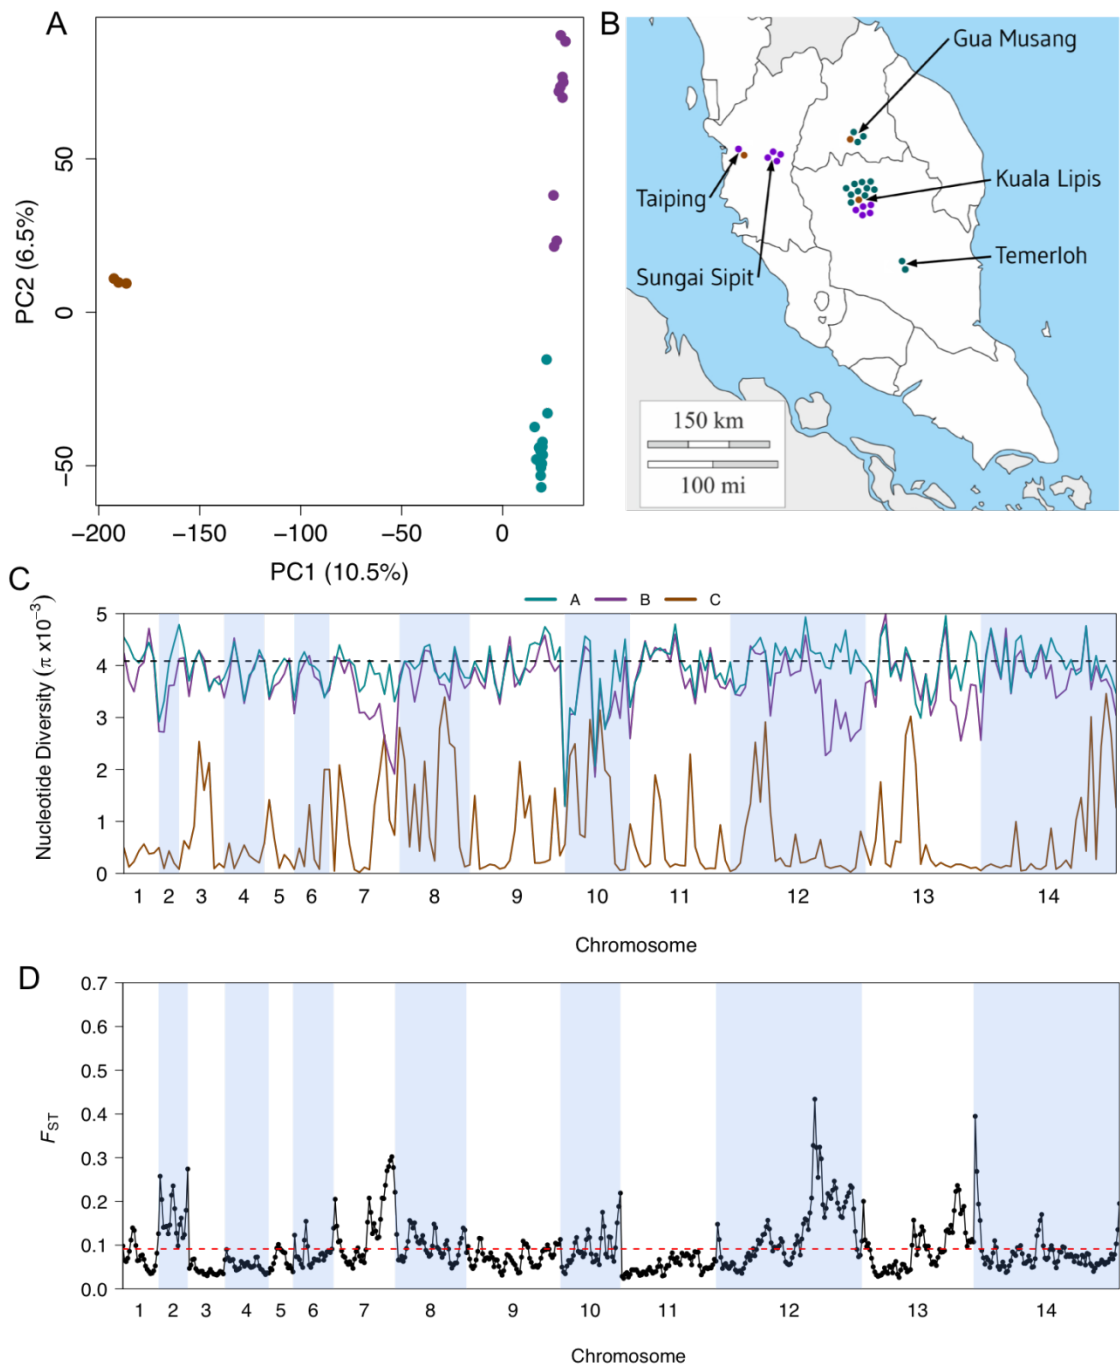 A
PC2 (6.5%)
50
0
−50
−200
−150
−100
−50
0
PC1 (10.5%)
B
Gua Musang
Kuala Lipis
Taiping
Sungai Sipit
Temerloh
150 km
100 mi
C
A
B
C
Nucleotide Diversity (π x10−3)
5
4
3
2
1
0
1 2 3 4 5 6 7 8 9 10 11 12 13 14
Chromosome
D
FST
0.7
0.6
0.5
0.4
0.3
0.2
0.1
0.0
1 2 3 4 5 6 7 8 9 10 11 12 13 14
Chromosome